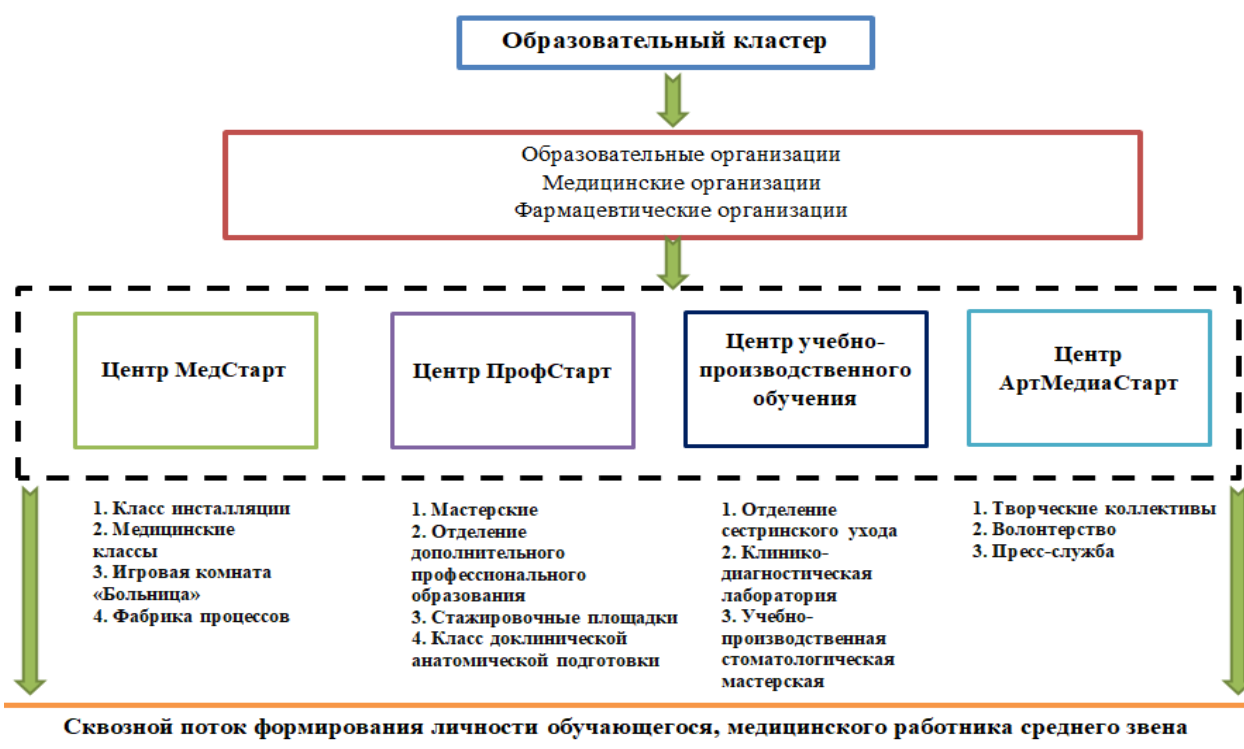 Образовательный кластер
Образовательные организации
Медицинские организации
Фармацевтические организации
Центр МедСтарт
Центр ПрофСтарт
Центр учебно-
производственного
обучения
Центр
АртМедиаСтарт
1. Класс инсталляции
2. Медицинские
классы
3. Игровая комната
«Больница»
4. Фабрика процессов
1. Мастерские
2. Отделение
дополнительного
профессионального
образования
3. Стажировочные площадки
4. Класс доклинической
анатомической подготовки
1. Отделение
сестринского ухода
2. Клинико-
диагностическая
лаборатория
3. Учебно-
производственная
стоматологическая
мастерская
1. Творческие коллективы
2. Волонтерство
3. Пресс-служба
Сквозной поток формирования личности обучающегося, медицинского работника среднего звена